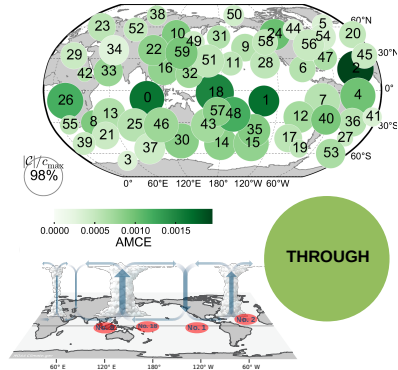 38 50
23 52 10 31 24 44 5 60°N
49 58 54 20
29 34 22 59 9 56 45 30°N
51 11 28 47
42 33 16 32 6 2
26 0 18 1 7 4 0°
55 8 13 57 48 12 40 36 41
25 46 43 35 30°S
39 21 30 14 15 17 27
37 19 53
3 60°S
|𝒞|/c_max
98%
0° 60°E 120°E 180° 120°W 60°W
0.0000 0.0005 0.0010 0.0015
AMCE
THROUGH
No. 18 No. 1 No. 2
60° E 120° E 180° 120° W 60° W